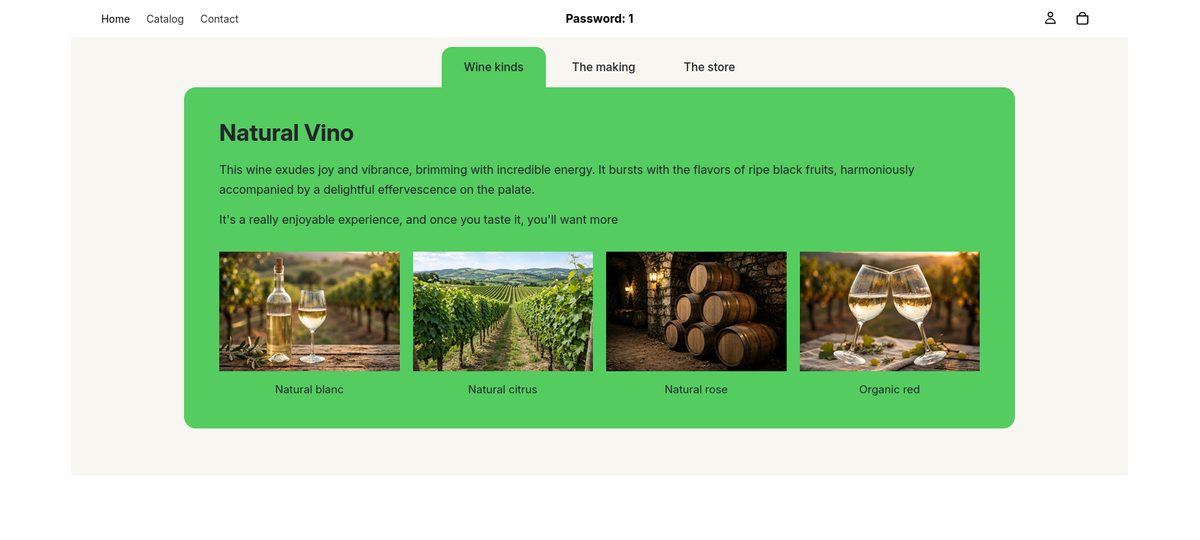 Home Catalog Contact Password: 1
Wine kinds The making The store
Natural Vino
This wine exudes joy and vibrance, brimming with incredible energy. It bursts with the flavors of ripe black fruits, harmoniously
accompanied by a delightful effervescence on the palate.
It's a really enjoyable experience, and once you taste it, you'll want more
Natural blanc Natural citrus Natural rose Organic red